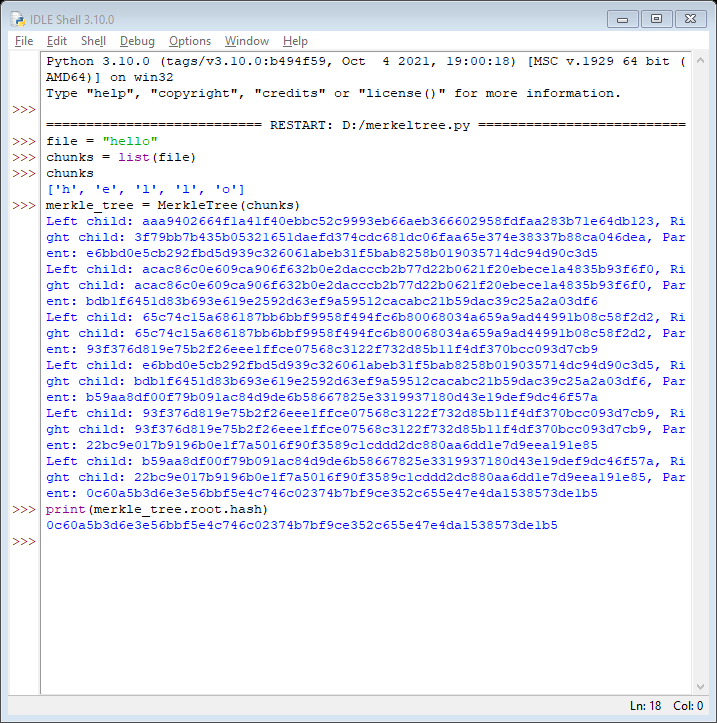 IDLE Shell 3.10.0
File Edit Shell Debug Options Window Help
Python 3.10.0 (tags/v3.10.0:b494f59, Oct  4 2021, 19:00:18) [MSC v.1929 64 bit (
AMD64)] on win32
Type "help", "copyright", "credits" or "license()" for more information.
>>>
=========================== RESTART: D:/merkeltree.py ==========================
>>> file = "hello"
>>> chunks = list(file)
>>> chunks
['h', 'e', 'l', 'l', 'o']
>>> merkle_tree = MerkleTree(chunks)
Left child: aaa9402664f1a41f40ebbc52c9993eb66aeb366602958fdfaa283b71e64db123, Ri
ght child: 3f79bb7b435b05321651daefd374cdc681dc06faa65e374e38337b88ca046dea, Par
ent: e6bbd0e5cb292fbd5d939c326061abeb31f5bab8258b019035714dc94d90c3d5
Left child: acac86c0e609ca906f632b0e2dacccb2b77d22b0621f20ebece1a4835b93f6f0, Ri
ght child: acac86c0e609ca906f632b0e2dacccb2b77d22b0621f20ebece1a4835b93f6f0, Par
ent: bdb1f6451d83b693e619e2592d63ef9a59512cacabc21b59dac39c25a2a03df6
Left child: 65c74c15a686187bb6bbf9958f494fc6b80068034a659a9ad44991b08c58f2d2, Ri
ght child: 65c74c15a686187bb6bbf9958f494fc6b80068034a659a9ad44991b08c58f2d2, Par
ent: 93f376d819e75b2f26eee1ffce07568c3122f732d85b11f4df370bcc093d7cb9
Left child: e6bbd0e5cb292fbd5d939c326061abeb31f5bab8258b019035714dc94d90c3d5, Ri
ght child: bdb1f6451d83b693e619e2592d63ef9a59512cacabc21b59dac39c25a2a03df6, Par
ent: b59aa8df00f79b091ac84d9de6b58667825e3319937180d43e19def9dc46f57a
Left child: 93f376d819e75b2f26eee1ffce07568c3122f732d85b11f4df370bcc093d7cb9, Ri
ght child: 93f376d819e75b2f26eee1ffce07568c3122f732d85b11f4df370bcc093d7cb9, Par
ent: 22bc9e017b9196b0e1f7a5016f90f3589c1cddd2dc880aa6dd1e7d9eea191e85
Left child: b59aa8df00f79b091ac84d9de6b58667825e3319937180d43e19def9dc46f57a, Ri
ght child: 22bc9e017b9196b0e1f7a5016f90f3589c1cddd2dc880aa6dd1e7d9eea191e85, Par
ent: 0c60a5b3d6e3e56bbf5e4c746c02374b7bf9ce352c655e47e4da1538573de1b5
>>> print(merkle_tree.root.hash)
0c60a5b3d6e3e56bbf5e4c746c02374b7bf9ce352c655e47e4da1538573de1b5
>>>
Ln: 18 Col: 0